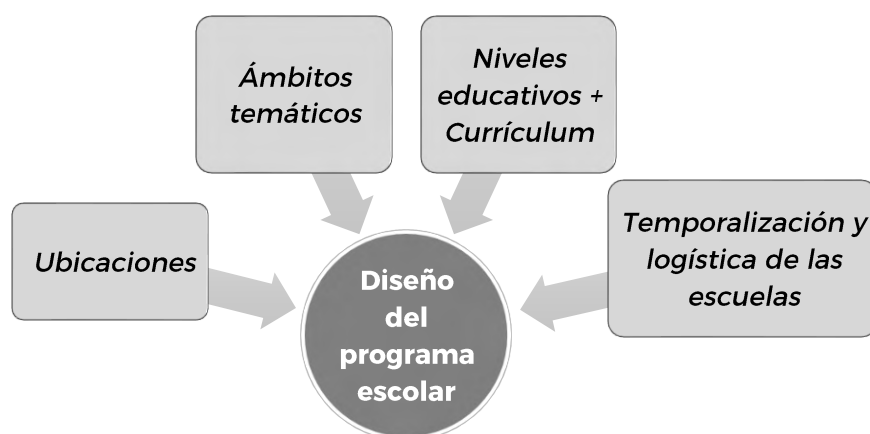 Ámbitos
temáticos
Niveles
educativos +
Currículum
Ubicaciones
Temporalización y
logística de las
escuelas
Diseño
del
programa
escolar